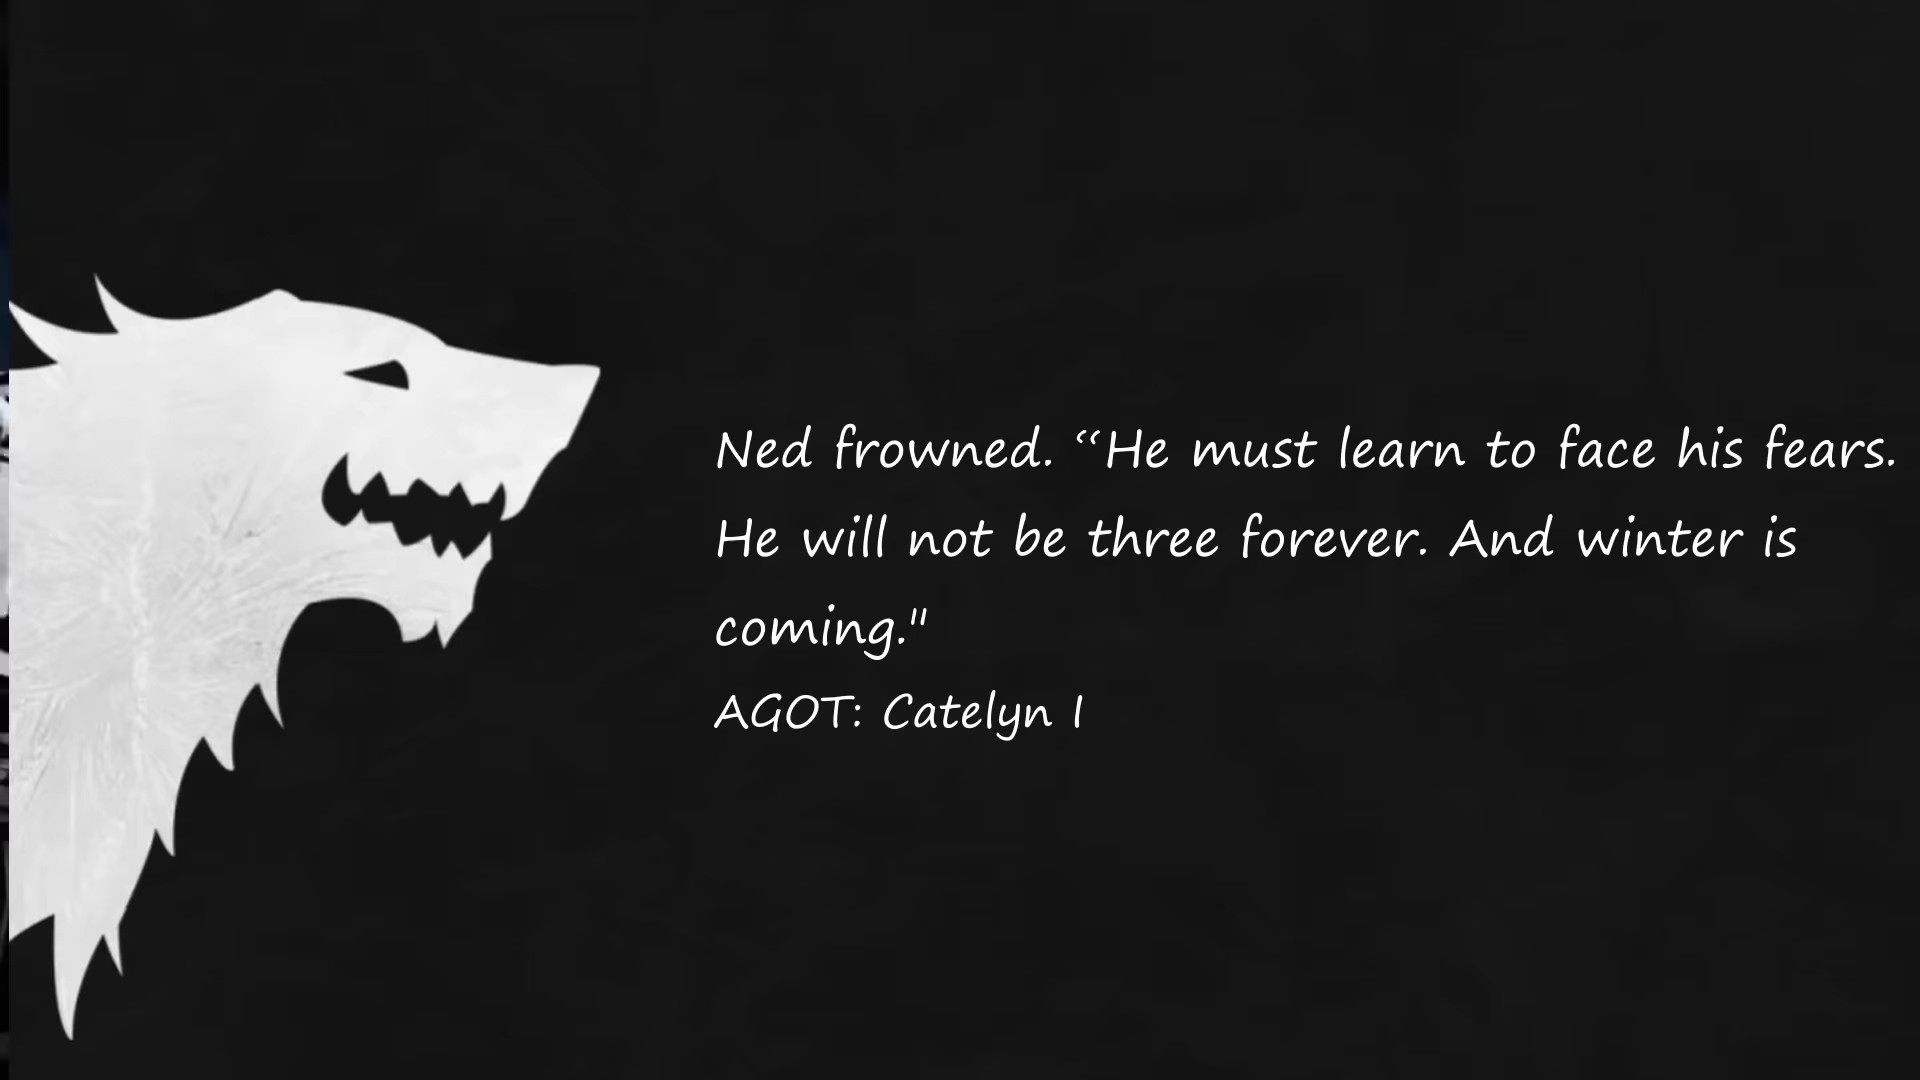 Ned frowned. “He must learn to face his fears.
He will not be three forever. And winter is
coming."
AGOT: Catelyn I